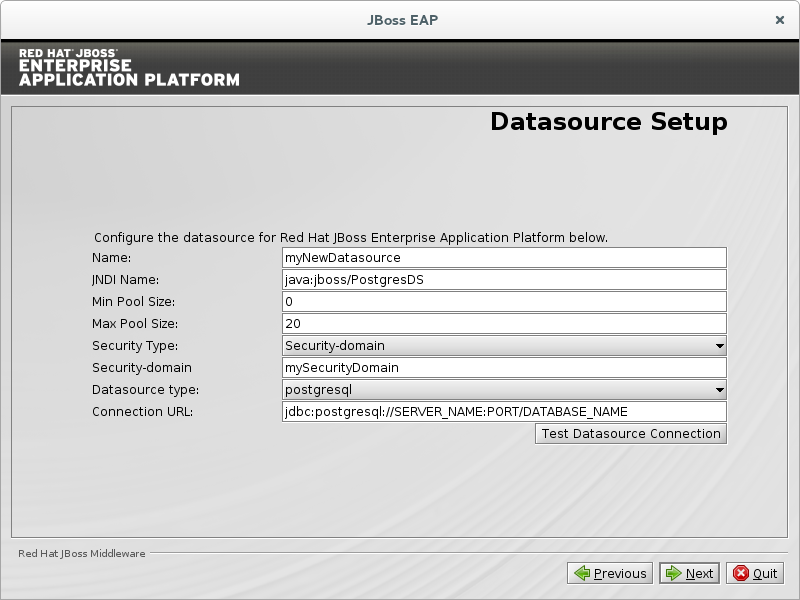 JBoss EAP
RED HAT® JBOSS®
ENTERPRISE
APPLICATION PLATFORM
Datasource Setup
Configure the datasource for Red Hat JBoss Enterprise Application Platform below.
Name: myNewDatasource
JNDI Name: java:jboss/PostgresDS
Min Pool Size: 0
Max Pool Size: 20
Security Type: Security-domain
Security-domain mySecurityDomain
Datasource type: postgresql
Connection URL: jdbc:postgresql://SERVER_NAME:PORT/DATABASE_NAME
Test Datasource Connection
Red Hat JBoss Middleware
Previous Next Quit